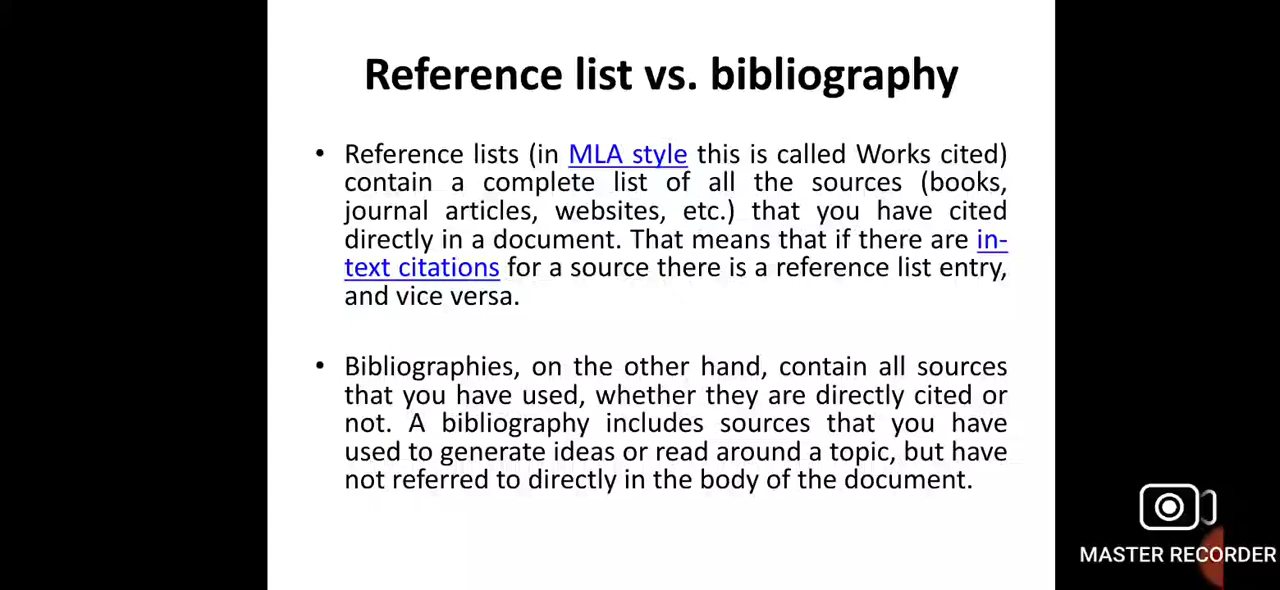 Reference list vs. bibliography
• Reference lists (in MLA style this is called Works cited)
contain a complete list of all the sources (books,
journal articles, websites, etc.) that you have cited
directly in a document. That means that if there are in-
text citations for a source there is a reference list entry,
and vice versa.
• Bibliographies, on the other hand, contain all sources
that you have used, whether they are directly cited or
not. A bibliography includes sources that you have
used to generate ideas or read around a topic, but have
not referred to directly in the body of the document.
MASTER RECORDER